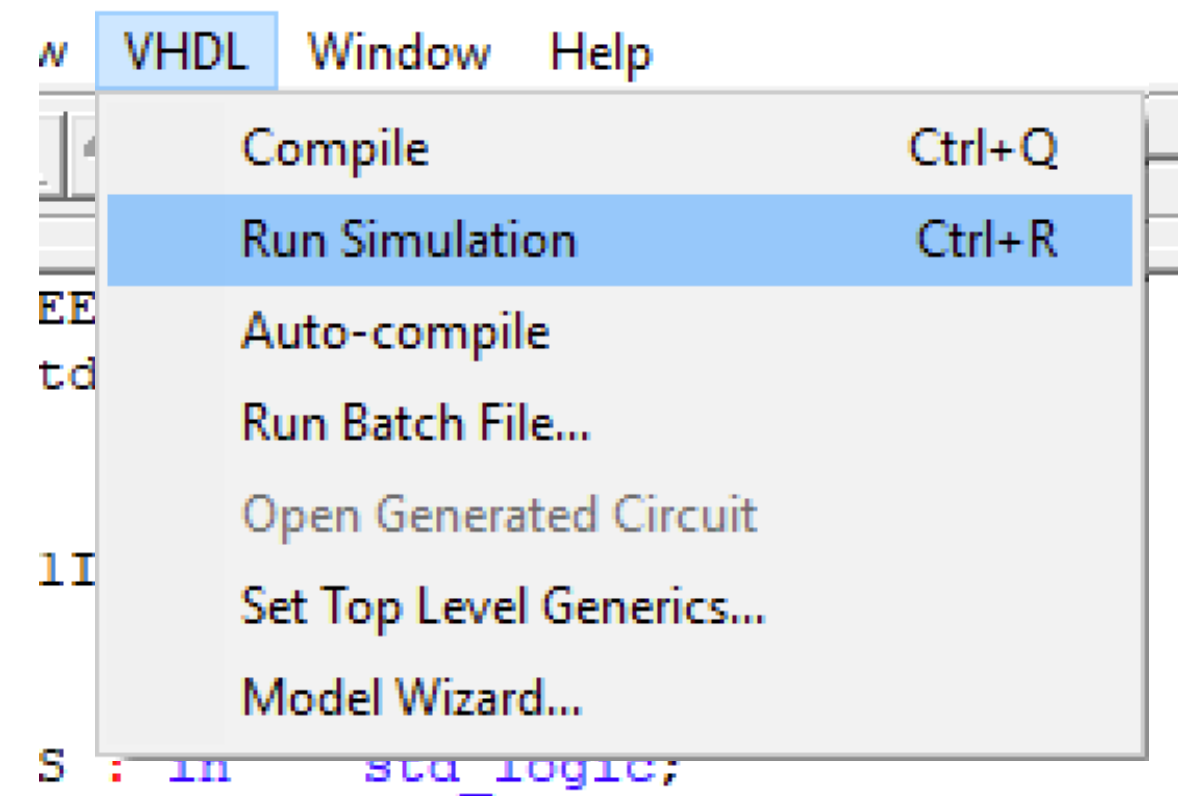 w VHDL Window Help
Compile Ctrl+Q
Run Simulation Ctrl+R
EE
Auto-compile
td
Run Batch File...
Open Generated Circuit
lI
Set Top Level Generics...
Model Wizard...
S : in std_logic;